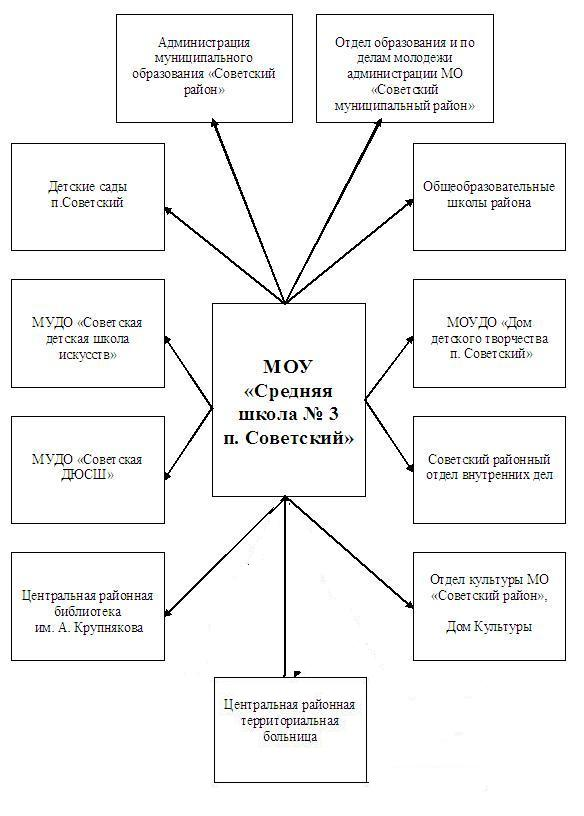 Администрация
муниципального
образования «Советский
район»
Отдел образования и по
делам молодежи
администрации МО
«Советский
муниципальный район»
Детские сады
п.Советский
Общеобразовательные
школы района
МУДО «Советская
детская школа
искусств»
МОУ
«Средняя
школа № 3
п. Советский»
МОУДО «Дом
детского творчества
п. Советский»
МУДО «Советская
ДЮСШ»
Советский районный
отдел внутренних дел
Центральная районная
библиотека
им. А. Крупнякова
Отдел культуры МО
«Советский район»,
Дом Культуры
Центральная районная
территориальная
больница